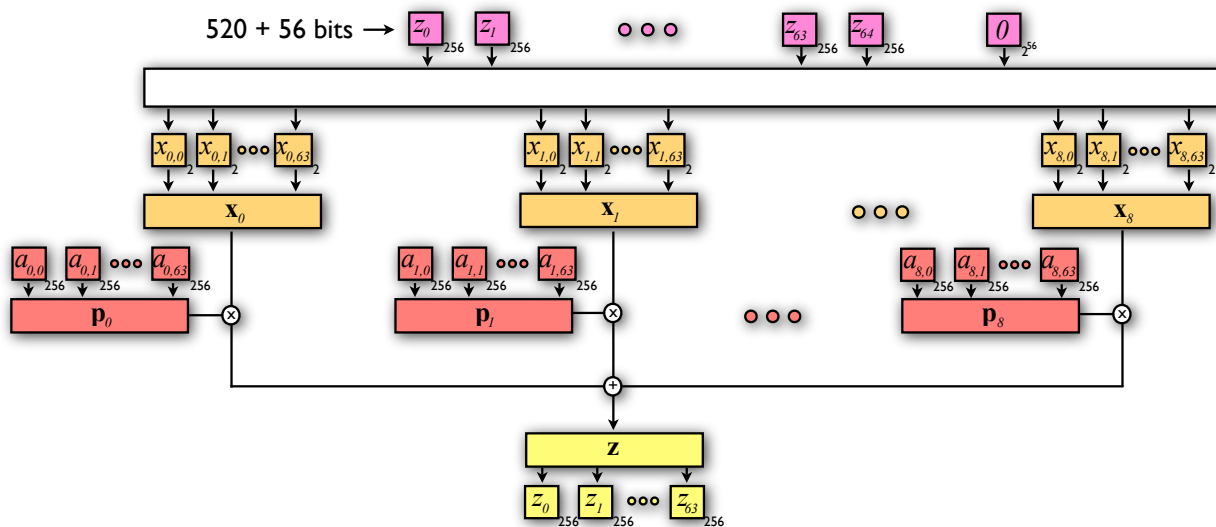 520 + 56 bits z₀ 256 z₁ 256 z₆₃ 256 z₆₄ 256 0 2⁵⁶
x₀,₀ 2 x₀,₁ 2 x₀,₆₃ 2 x₁,₀ 2 x₁,₁ 2 x₁,₆₃ 2 x₈,₀ 2 x₈,₁ 2 x₈,₆₃ 2
x₀ x₁ x₈
a₀,₀ 256 a₀,₁ 256 a₀,₆₃ 256 a₁,₀ 256 a₁,₁ 256 a₁,₆₃ 256 a₈,₀ 256 a₈,₁ 256 a₈,₆₃ 256
p₀ × p₁ × p₈ ×
+
z
z₀ 256 z₁ 256 z₆₃ 256